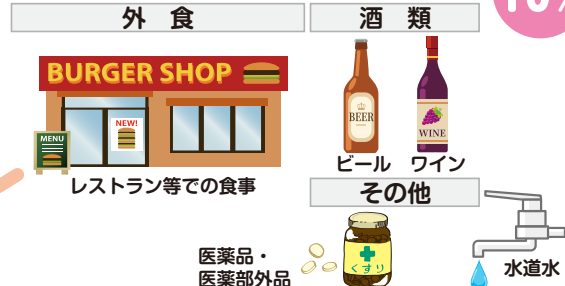 外食
酒類
10%
BURGER SHOP
NEW!
MENU
BEER
WINE
レストラン等での食事
ビール
ワイン
その他
くすり
医薬品・
医薬部外品
水道水